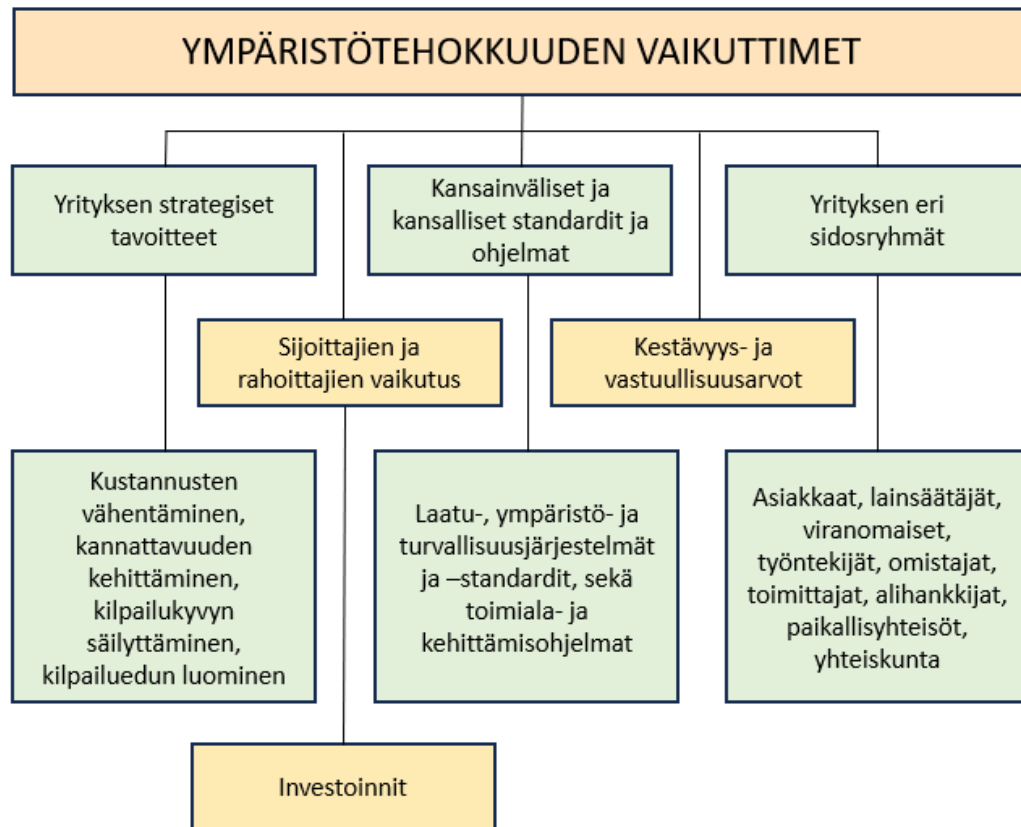 YMPÄRISTÖTEHOKKUUDEN VAIKUTTIMET
Yrityksen strategiset
tavoitteet
Kansainväliset ja
kansalliset standardit ja
ohjelmat
Yrityksen eri
sidosryhmät
Sijoittajien ja
rahoittajien vaikutus
Kestävyys- ja
vastuullisuusarvot
Kustannusten
vähentäminen,
kannattavuuden
kehittäminen,
kilpailukyvyn
säilyttäminen,
kilpailuedun luominen
Laatu-, ympäristö- ja
turvallisuusjärjestelmät
ja –standardit, sekä
toimiala- ja
kehittämisohjelmat
Asiakkaat, lainsäätäjät,
viranomaiset,
työntekijät, omistajat,
toimittajat, alihankkijat,
paikallisyhteisöt,
yhteiskunta
Investoinnit